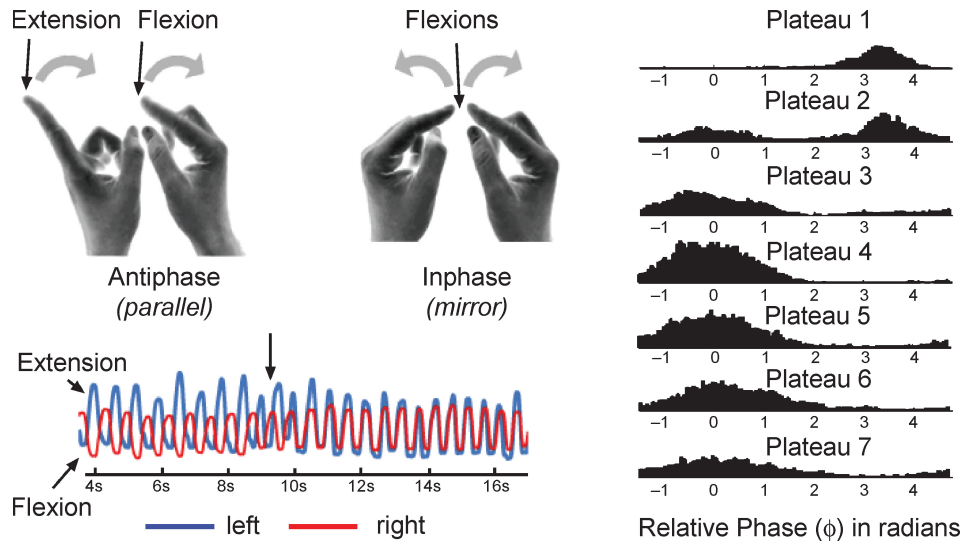 Extension
Flexion
Flexions
Antiphase
(parallel)
Inphase
(mirror)
Extension
Flexion
4s 6s 8s 10s 12s 14s 16s
left
right
Plateau 1
–1 0 1 2 3 4
Plateau 2
–1 0 1 2 3 4
Plateau 3
–1 0 1 2 3 4
Plateau 4
–1 0 1 2 3 4
Plateau 5
–1 0 1 2 3 4
Plateau 6
–1 0 1 2 3 4
Plateau 7
–1 0 1 2 3 4
Relative Phase (ϕ) in radians